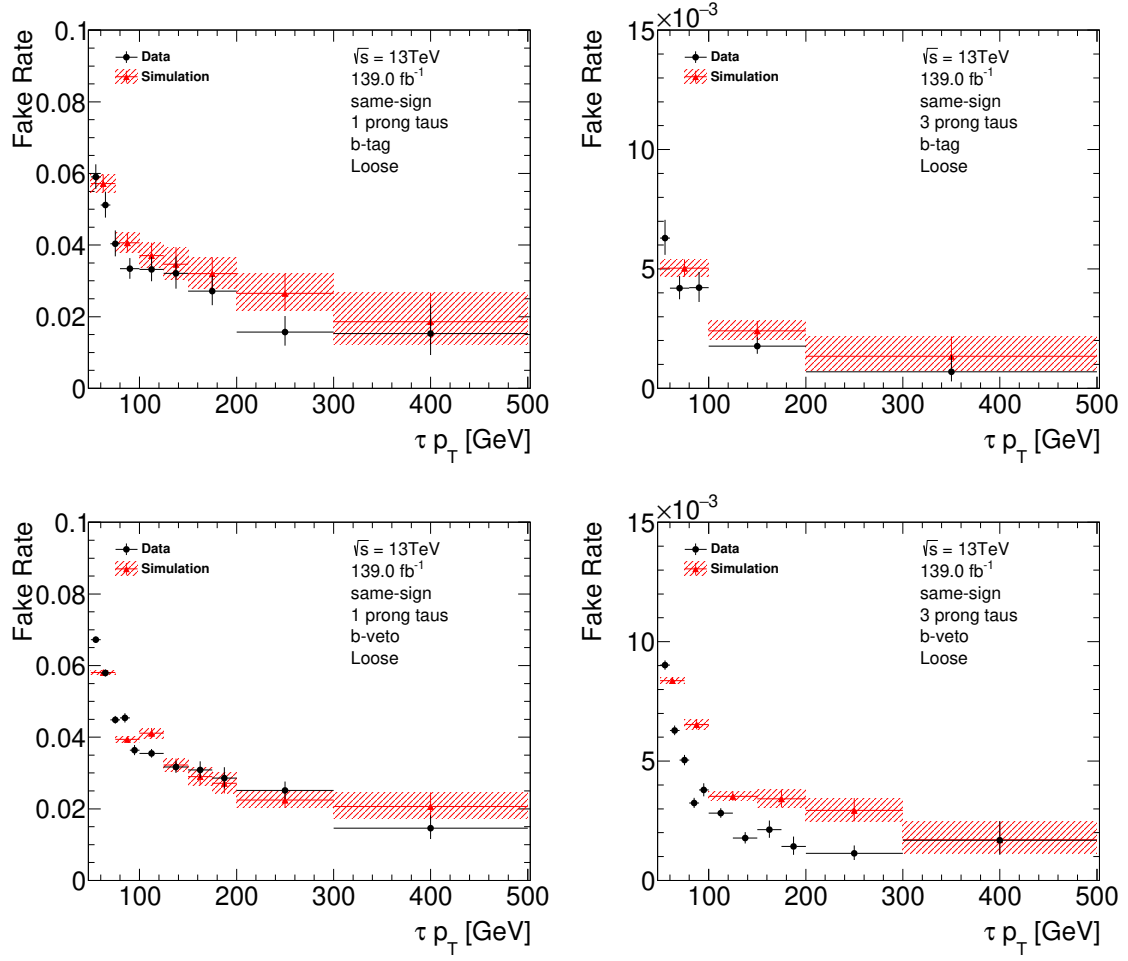 Fake Rate
0.1
0.08
0.06
0.04
0.02
0
Data
Simulation
√s = 13TeV
139.0 fb⁻¹
same-sign
1 prong taus
b-tag
Loose
100 200 300 400 500
τ p_T [GeV]
Fake Rate
15 ×10⁻³
10
5
0
Data
Simulation
√s = 13TeV
139.0 fb⁻¹
same-sign
3 prong taus
b-tag
Loose
100 200 300 400 500
τ p_T [GeV]
Fake Rate
0.1
0.08
0.06
0.04
0.02
0
Data
Simulation
√s = 13TeV
139.0 fb⁻¹
same-sign
1 prong taus
b-veto
Loose
100 200 300 400 500
τ p_T [GeV]
Fake Rate
15 ×10⁻³
10
5
0
Data
Simulation
√s = 13TeV
139.0 fb⁻¹
same-sign
3 prong taus
b-veto
Loose
100 200 300 400 500
τ p_T [GeV]